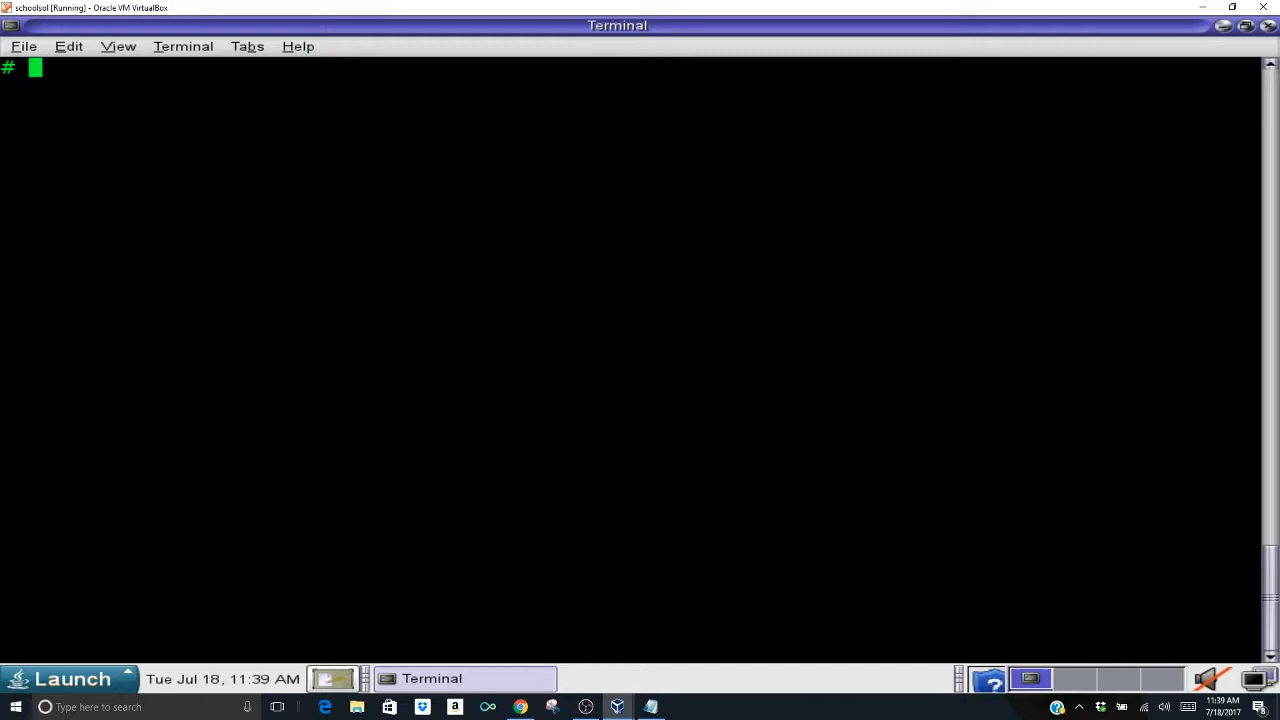 schoolsol [Running] - Oracle VM VirtualBox
Terminal
File Edit View Terminal Tabs Help
#
Launch Tue Jul 18, 11:39 AM Terminal
Type here to search
11:39 AM
7/18/2017